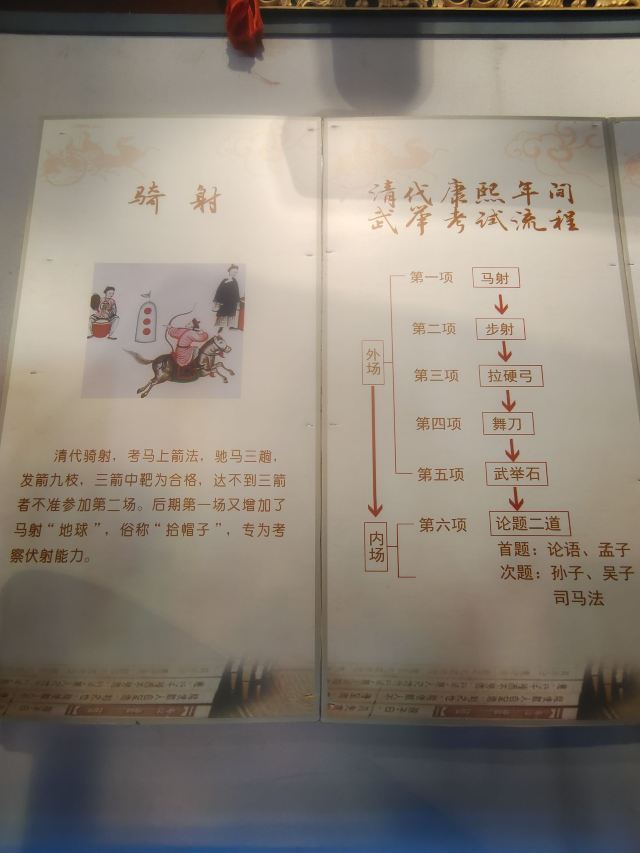 骑射
清代骑射，考马上箭法，驰马三趟，
发箭九枝，三箭中靶为合格，达不到三箭
者不准参加第二场。后期第一场又增加了
马射“地球”，俗称“拾帽子”，专为考
察伏射能力。
清代康熙年间
武举考试流程
外场
第一项 马射
第二项 步射
第三项 拉硬弓
第四项 舞刀
第五项 武举石
内场
第六项 论题二道
首题：论语、孟子
次题：孙子、吴子
司马法